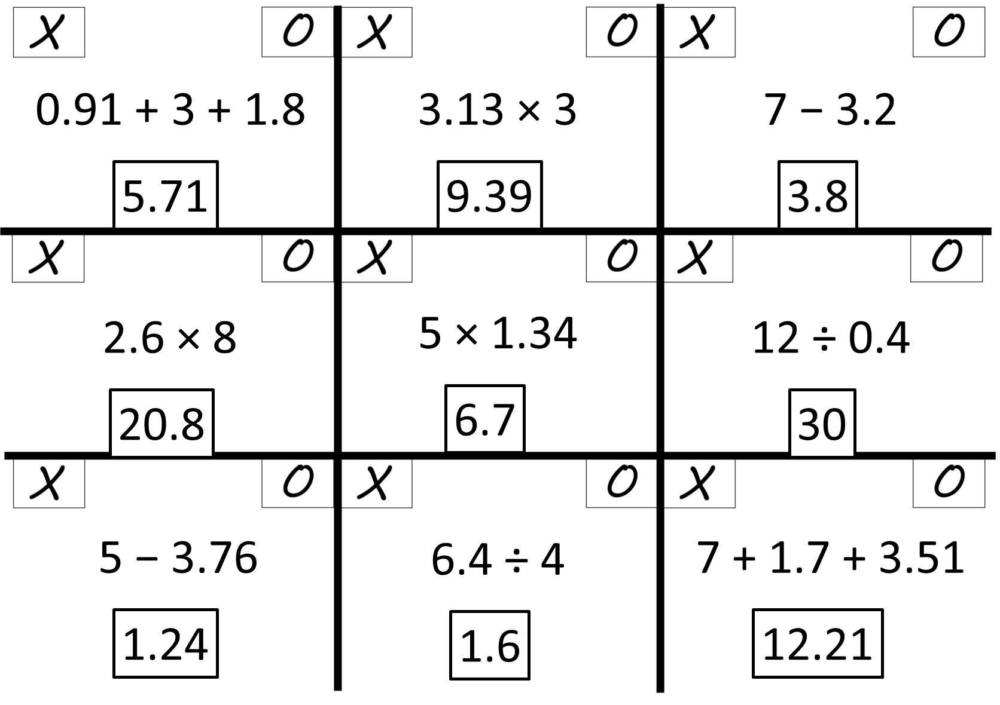 X O X O X O
0.91 + 3 + 1.8 3.13 × 3 7 − 3.2
5.71 9.39 3.8
X O X O X O
2.6 × 8 5 × 1.34 12 ÷ 0.4
20.8 6.7 30
X O X O X O
5 − 3.76 6.4 ÷ 4 7 + 1.7 + 3.51
1.24 1.6 12.21